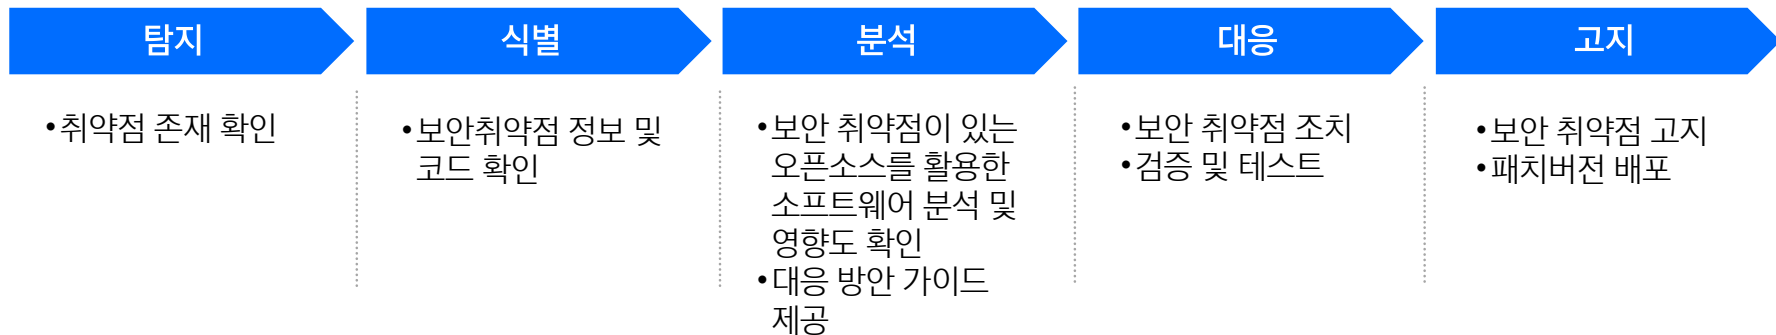 탐지
•취약점 존재 확인
식별
•보안취약점 정보 및
코드 확인
분석
•보안 취약점이 있는
오픈소스를 활용한
소프트웨어 분석 및
영향도 확인
•대응 방안 가이드
제공
대응
•보안 취약점 조치
•검증 및 테스트
고지
•보안 취약점 고지
•패치버전 배포